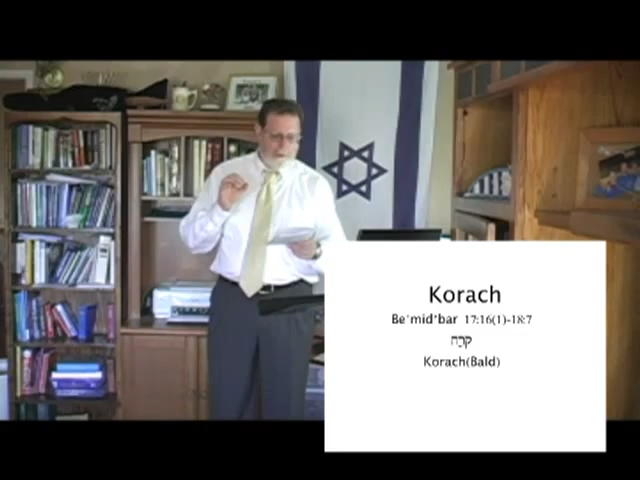 Korach
Be'mid'bar 17:16(1)-18:7
קֹרַח
Korach(Bald)